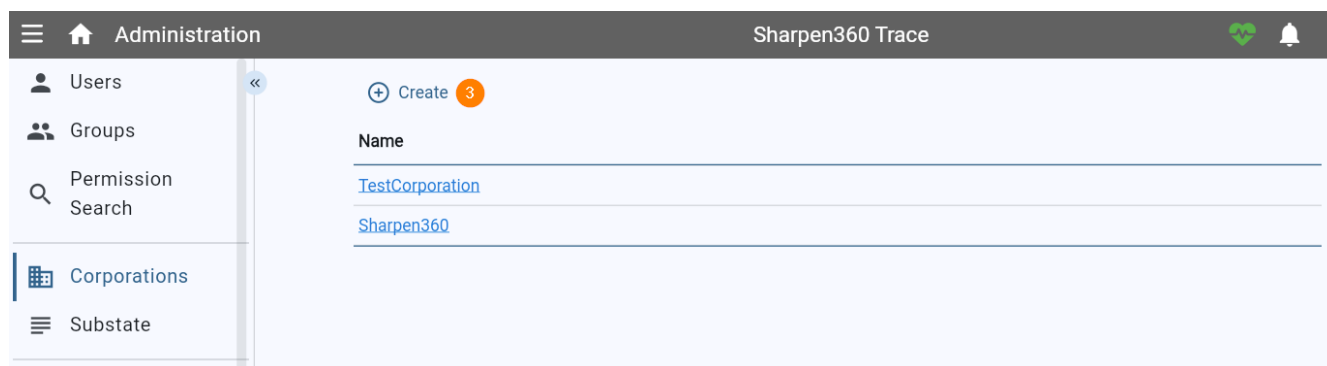 Administration
Sharpen360 Trace
Users
«
Create 3
Groups
Name
Permission
Search
TestCorporation
Sharpen360
Corporations
Substate